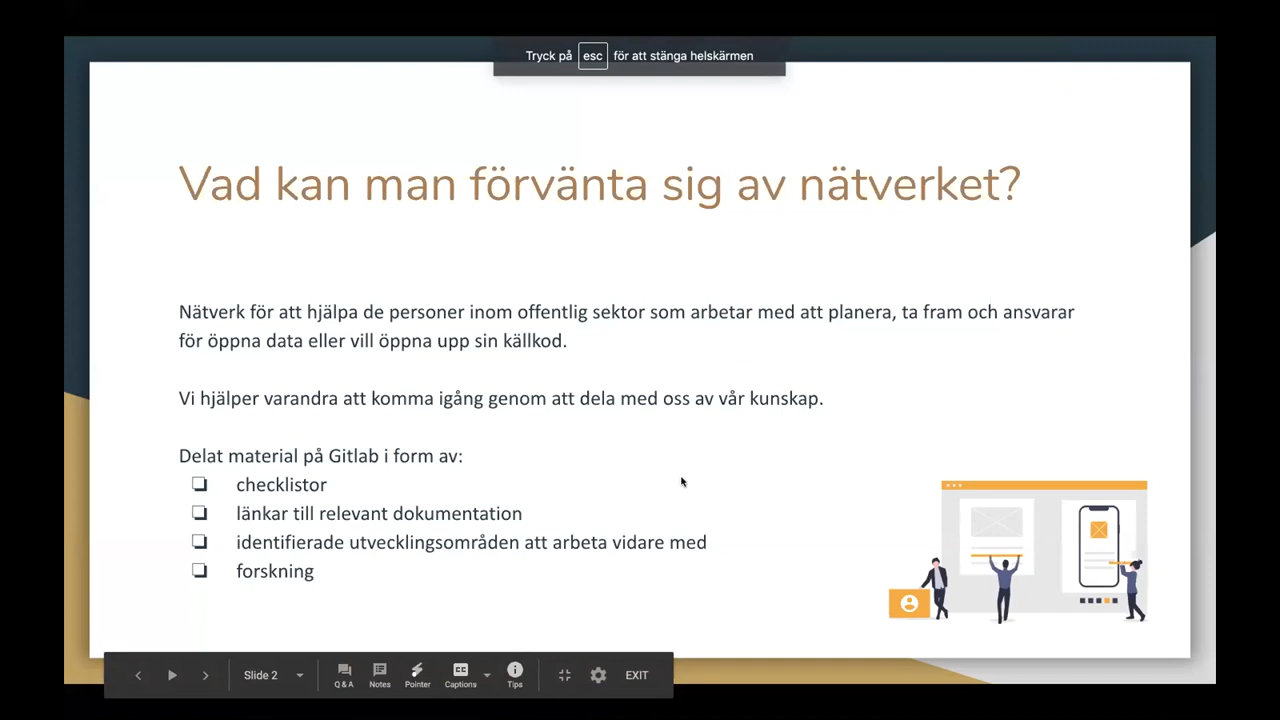 Tryck på esc för att stänga helskärmen
Vad kan man förvänta sig av nätverket?
Nätverk för att hjälpa de personer inom offentlig sektor som arbetar med att planera, ta fram och ansvarar
för öppna data eller vill öppna upp sin källkod.
Vi hjälper varandra att komma igång genom att dela med oss av vår kunskap.
Delat material på Gitlab i form av:
❏ checklistor
❏ länkar till relevant dokumentation
❏ identifierade utvecklingsområden att arbeta vidare med
❏ forskning
Slide 2 Q & A Notes Pointer Captions Tips EXIT